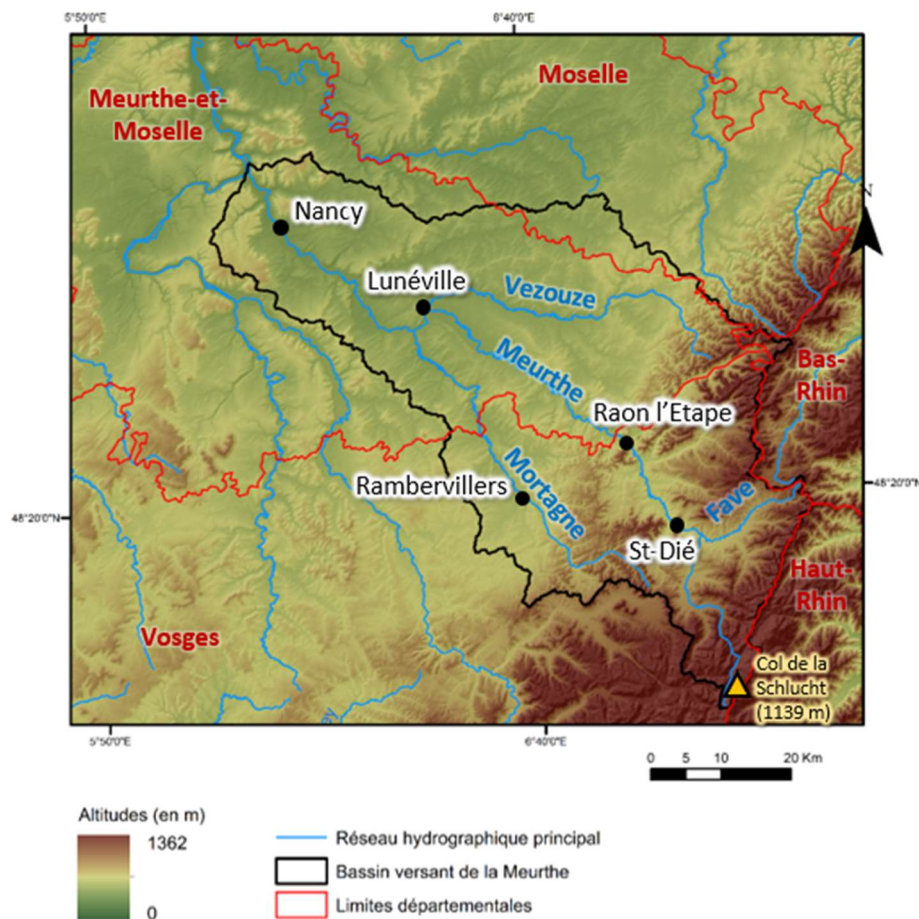 5°50'0"E
6°40'0"E
Moselle
Meurthe-et-
Moselle
N
Nancy
Lunéville
Vezouze
Meurthe
Bas-
Rhin
Raon l'Etape
Rambervillers
Mortagne
Fave
48°20'0"N
48°20'0"N
St-Dié
Haut-
Rhin
Vosges
Col de la
Schlucht
(1139 m)
5°50'0"E
6°40'0"E
0 5 10 20 Km
Altitudes (en m)
1362
0
Réseau hydrographique principal
Bassin versant de la Meurthe
Limites départementales